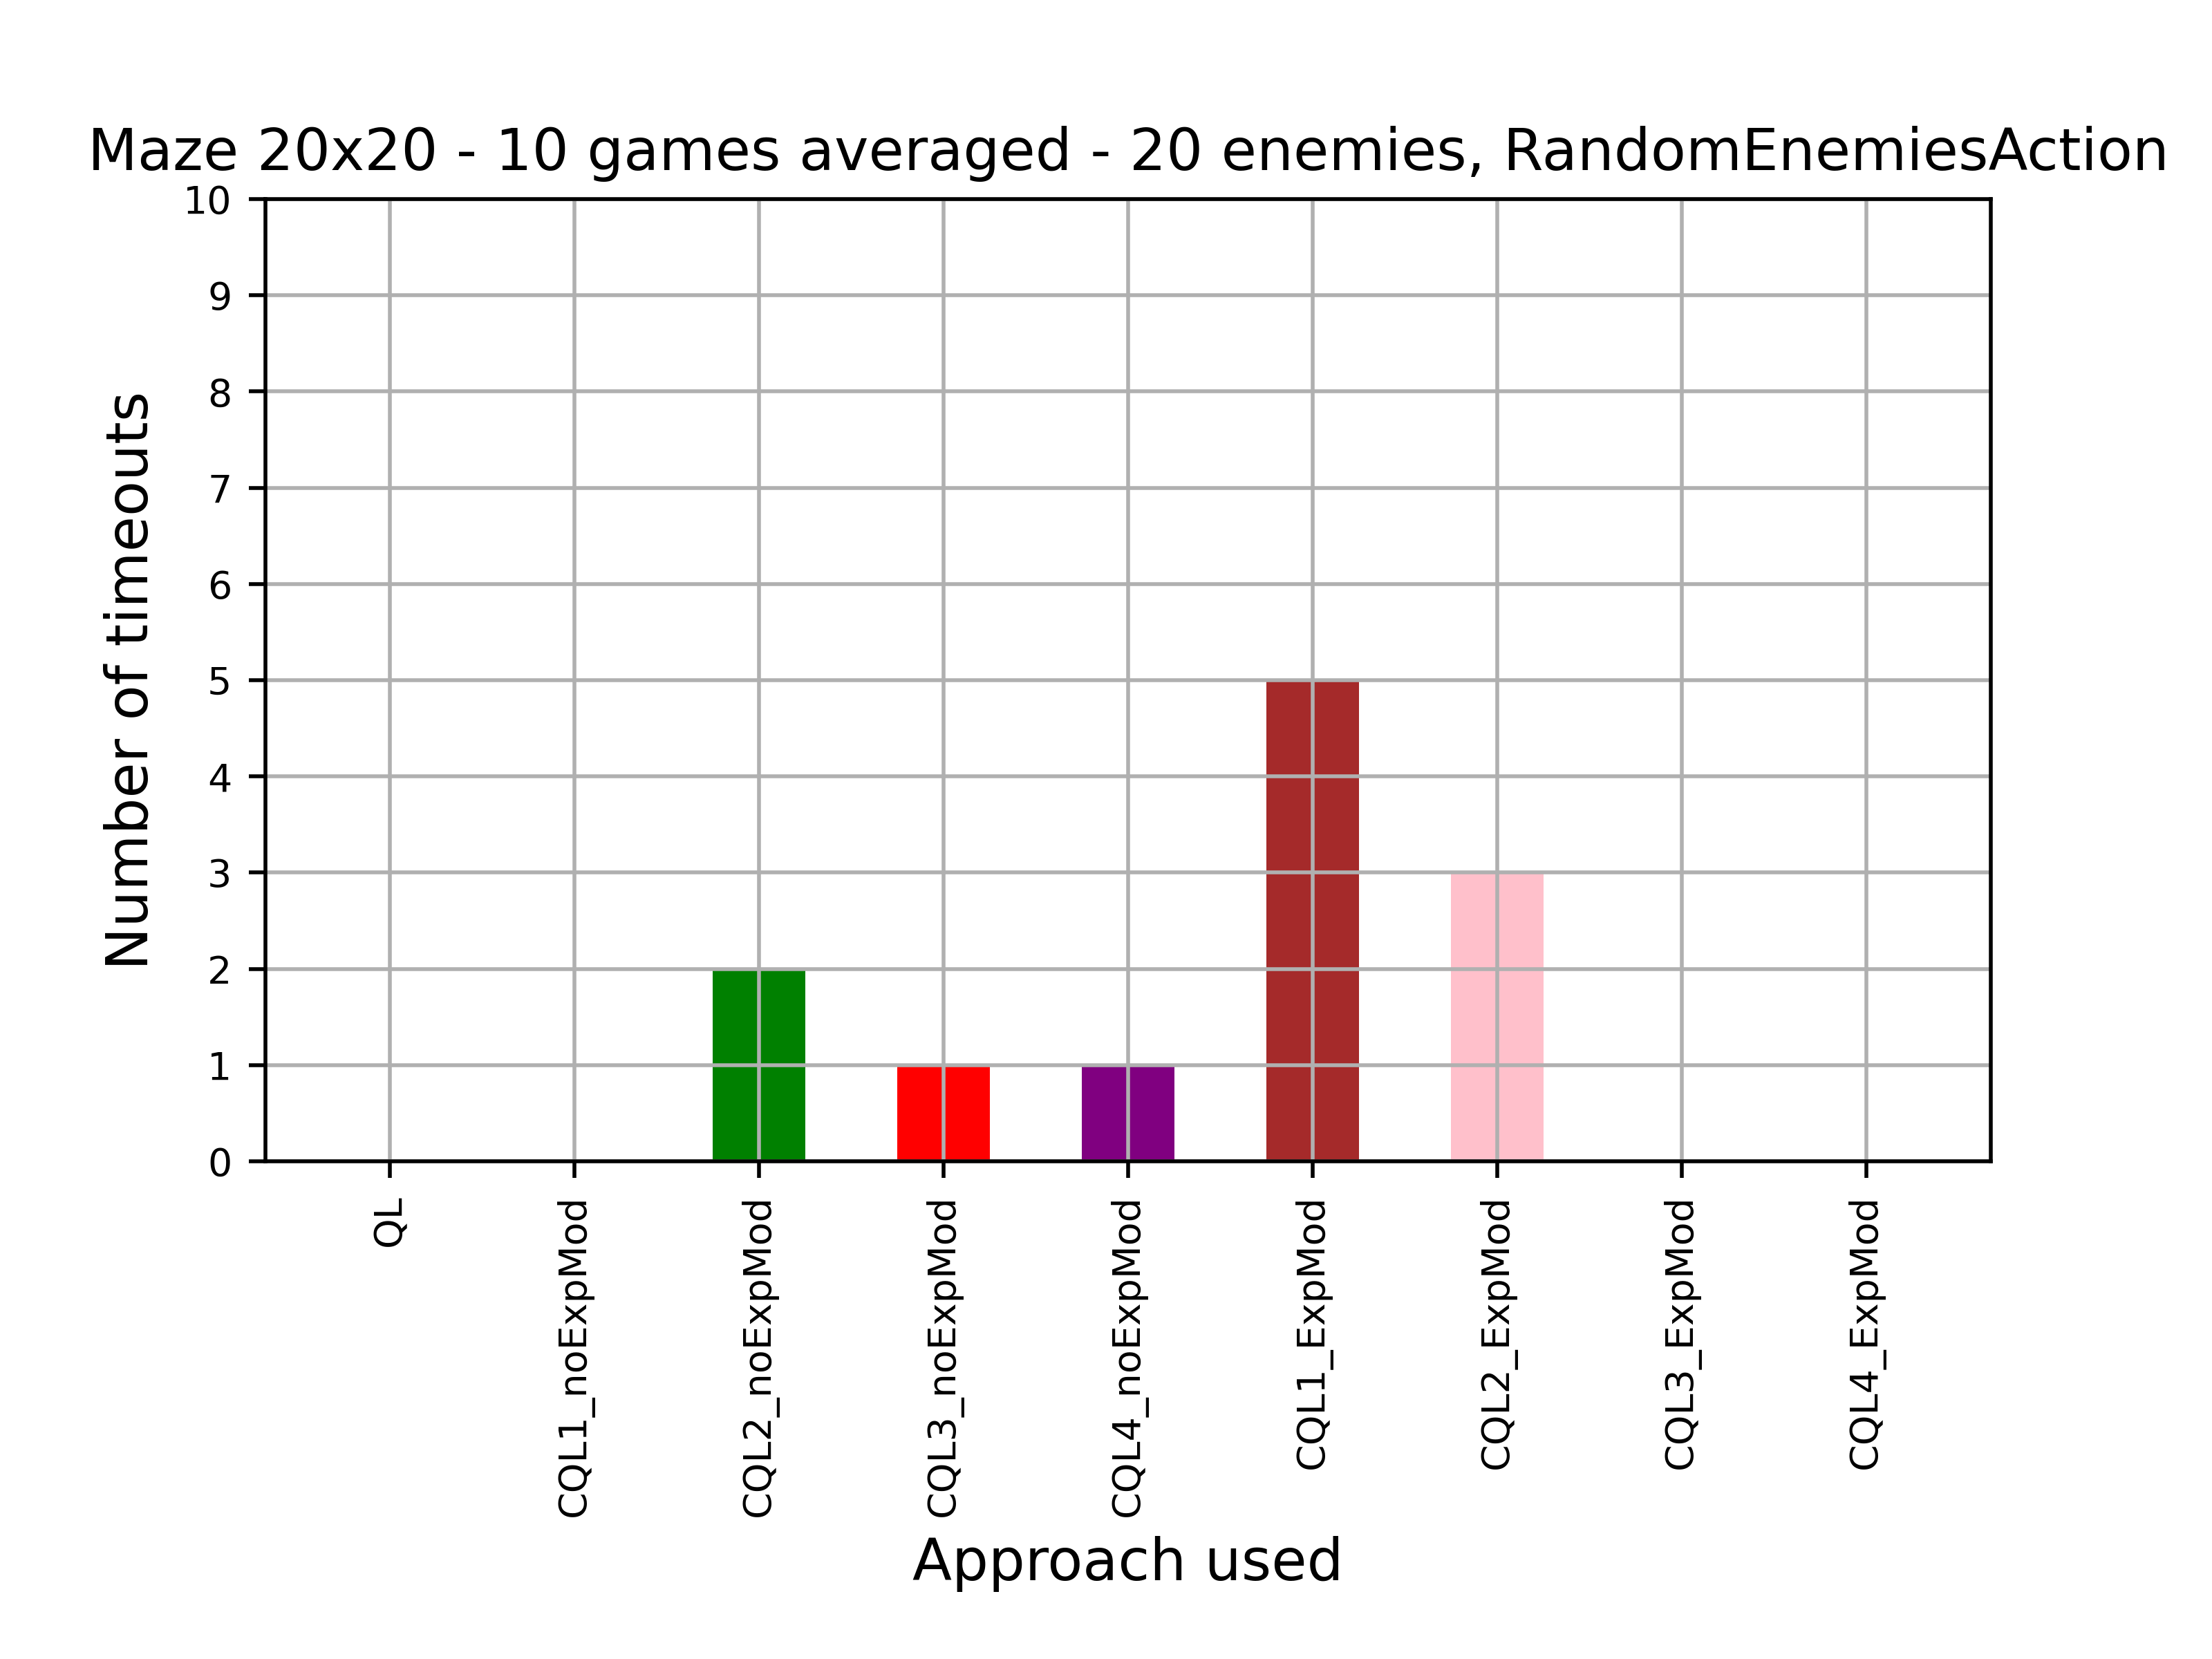 Maze 20x20 - 10 games averaged - 20 enemies, RandomEnemiesAction
Number of timeouts
10
9
8
7
6
5
4
3
2
1
0
QL
CQL1_noExpMod
CQL2_noExpMod
CQL3_noExpMod
CQL4_noExpMod
CQL1_ExpMod
CQL2_ExpMod
CQL3_ExpMod
CQL4_ExpMod
Approach used